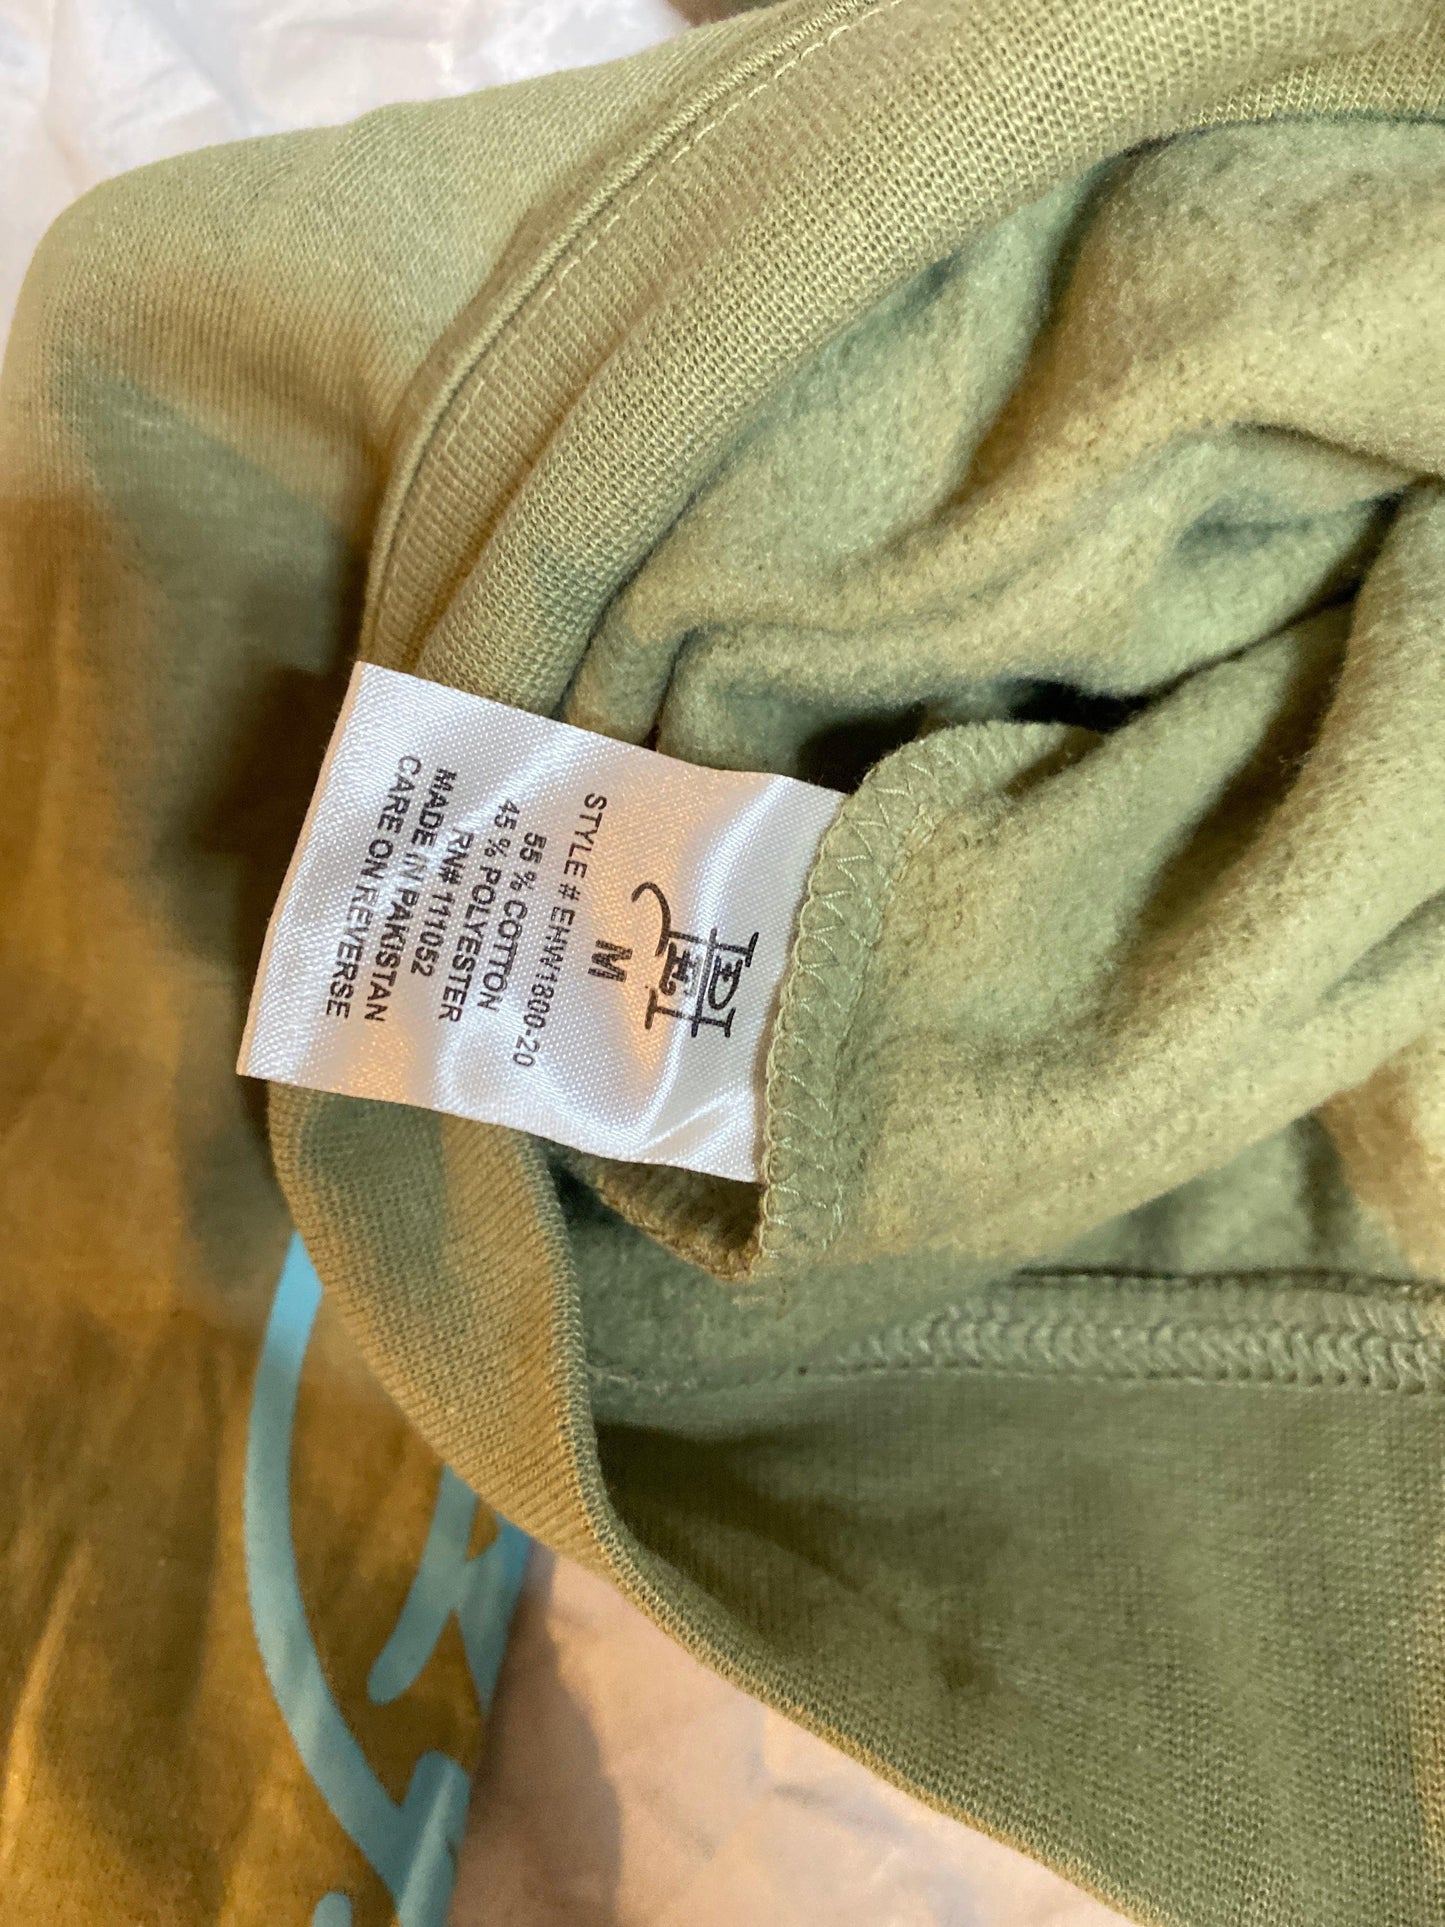 M
STYLE # EHW1800-20
55 % COTTON
45 % POLYESTER
RN# 111052
MADE IN PAKISTAN
CARE ON REVERSE